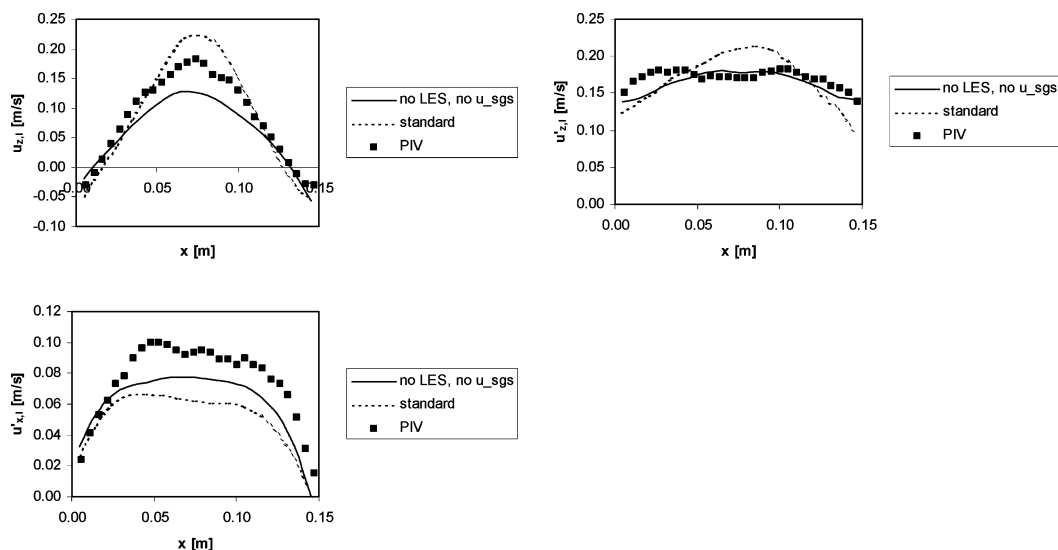 0.25
0.20
0.15
0.10
0.05
0.00
-0.05
-0.10
0.00 0.05 0.10 0.15
u_z,l [m/s]
x [m]
no LES, no u_sgs
standard
PIV
0.25
0.20
0.15
0.10
0.05
0.00
0.00 0.05 0.10 0.15
u'_z,l [m/s]
x [m]
no LES, no u_sgs
standard
PIV
0.12
0.10
0.08
0.06
0.04
0.02
0.00
0.00 0.05 0.10 0.15
u'_x,l [m/s]
x [m]
no LES, no u_sgs
standard
PIV